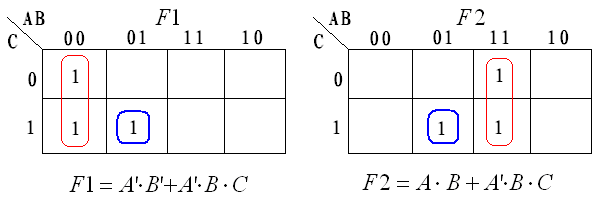 AB F1 AB F2
C 00 01 11 10 C 00 01 11 10
0 1 0 1
1 1 1 1 1 1
F1 = A'·B'+A'·B·C F2 = A·B + A'·B·C